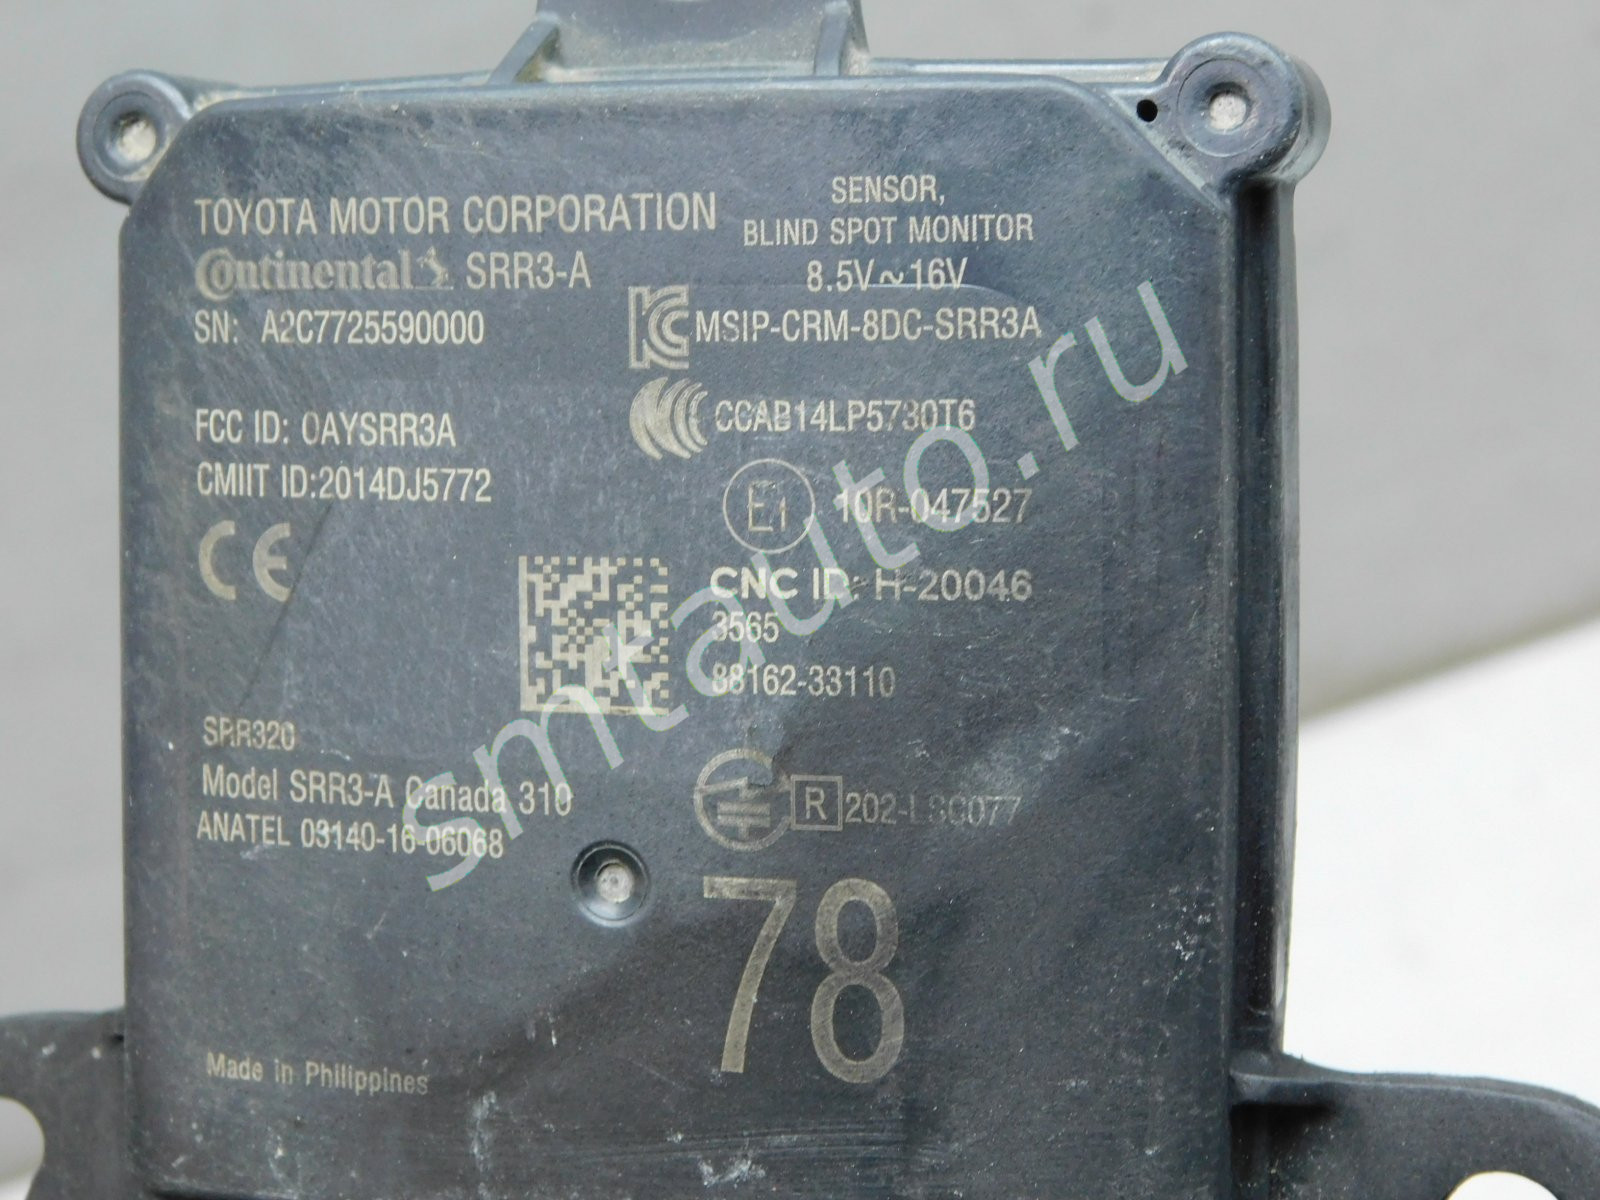 TOYOTA MOTOR CORPORATION
Continental SRR3-A
SN: A2C7725590000
SENSOR,
BLIND SPOT MONITOR
8.5V~16V
MSIP-CRM-8DC-SRR3A
FCC ID: OAYSRR3A
CMIIT ID:2014DJ5772
CE
CCAB14LP5730T6
E1 10R-047527
CNC ID: H-20046
3565
88162-33110
SRR320
Model SRR3-A Canada 310
ANATEL 03140-16-06068
R
78
Made in Philippines
smtauto.ru